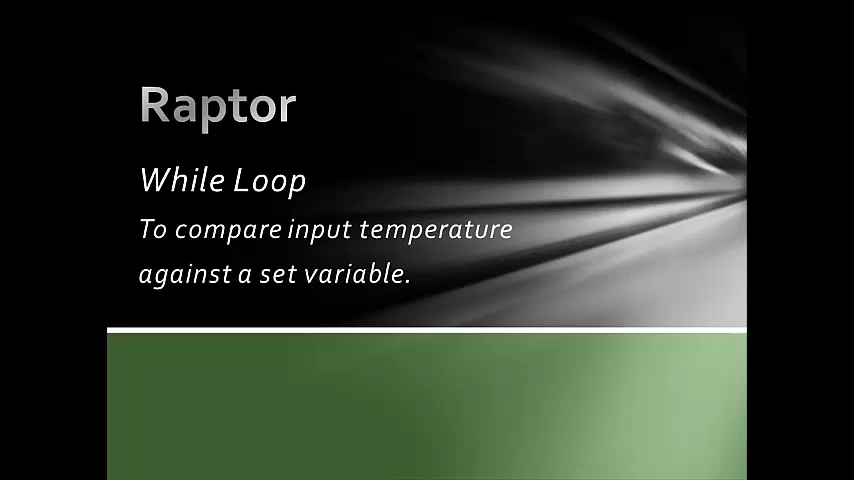 Raptor
While Loop
To compare input temperature
against a set variable.